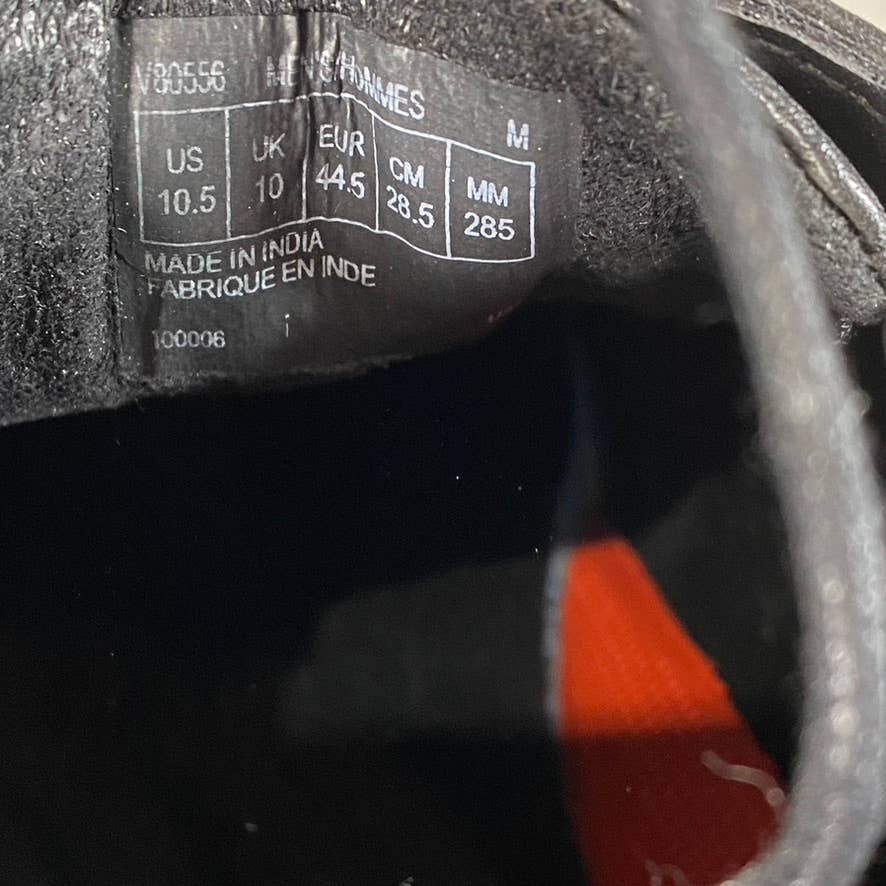 V80556 MEN'S/HOMMES
M
US UK EUR CM MM
10.5 10 44.5 28.5 285
MADE IN INDIA
FABRIQUE EN INDE
100006